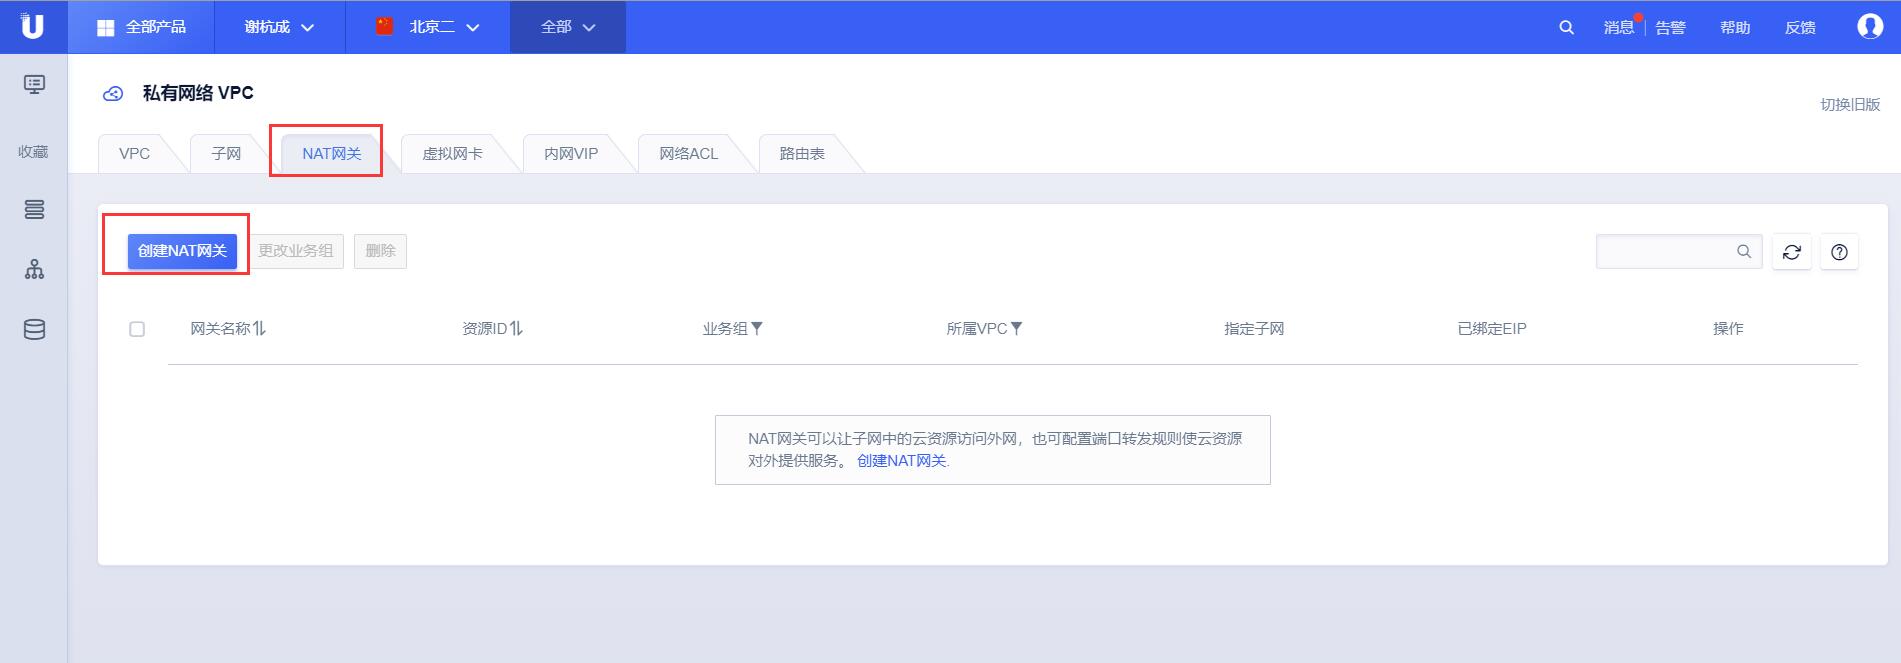 U 全部产品 谢杭成 北京二 全部 消息 告警 帮助 反馈
私有网络 VPC
切换旧版
收藏
VPC 子网 NAT网关 虚拟网卡 内网VIP 网络ACL 路由表
创建NAT网关 更改业务组 删除
网关名称 资源ID 业务组 所属VPC 指定子网 已绑定EIP 操作
NAT网关可以让子网中的云资源访问外网，也可配置端口转发规则使云资源
对外提供服务。 创建NAT网关.